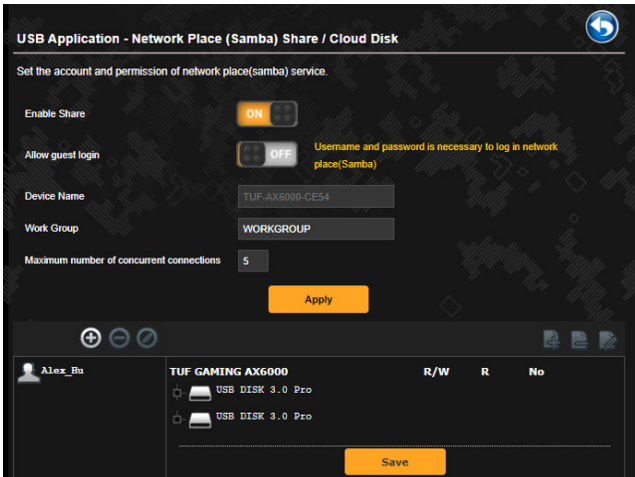 USB Application - Network Place (Samba) Share / Cloud Disk
Set the account and permission of network place(samba) service.
Enable Share
ON
Allow guest login
OFF
Username and password is necessary to log in network
place(Samba)
Device Name
TUF-AX6000-CE54
Work Group
WORKGROUP
Maximum number of concurrent connections
5
Apply
Alex_Hu
TUF GAMING AX6000 R/W R No
USB DISK 3.0 Pro
USB DISK 3.0 Pro
Save